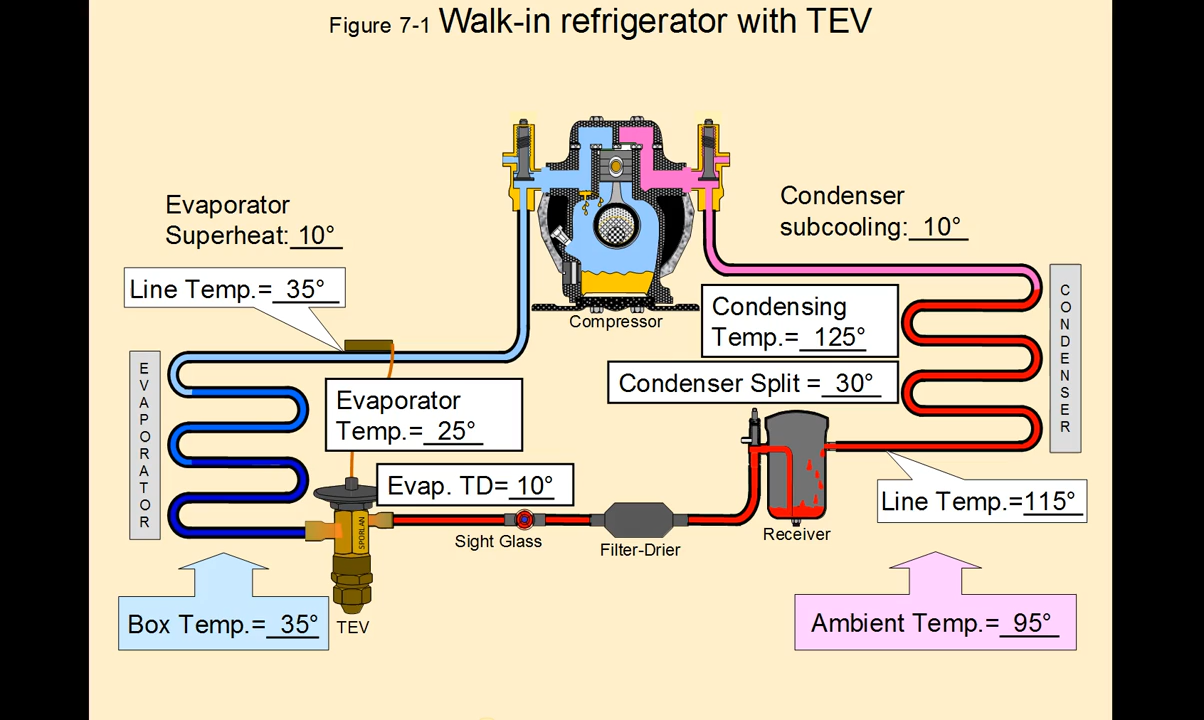 Figure 7-1 Walk-in refrigerator with TEV
Evaporator
Superheat: 10°
Condenser
subcooling: 10°
Line Temp.= 35°
Compressor
Condensing
Temp.= 125°
CONDENSER
Condenser Split = 30°
EVAPORATOR
Evaporator
Temp.= 25°
Evap. TD= 10°
Line Temp.=115°
SPORLAN
Sight Glass
Filter-Drier
Receiver
Box Temp.= 35°
TEV
Ambient Temp.= 95°